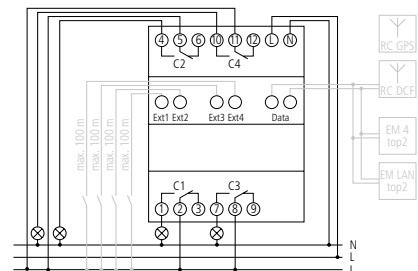 4 5 6 10 11 12 L N
C2 C4
RC GPS
RC DCF
max. 100 m
max. 100 m
max. 100 m
max. 100 m
Ext1 Ext2 Ext3 Ext4 Data
EM 4
top2
EM LAN
top2
C1 C3
1 2 3 7 8 9
N
L